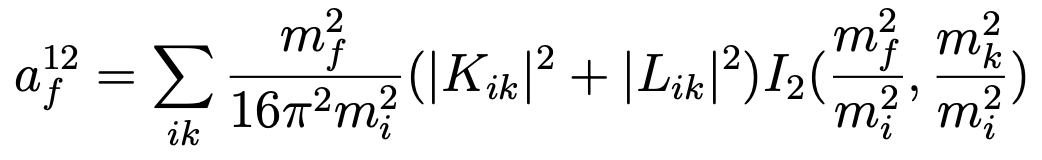 a_f^{12} = \sum_{ik} \frac{m_f^2}{16\pi^2 m_i^2} (|K_{ik}|^2 + |L_{ik}|^2) I_2(\frac{m_f^2}{m_i^2}, \frac{m_k^2}{m_i^2})